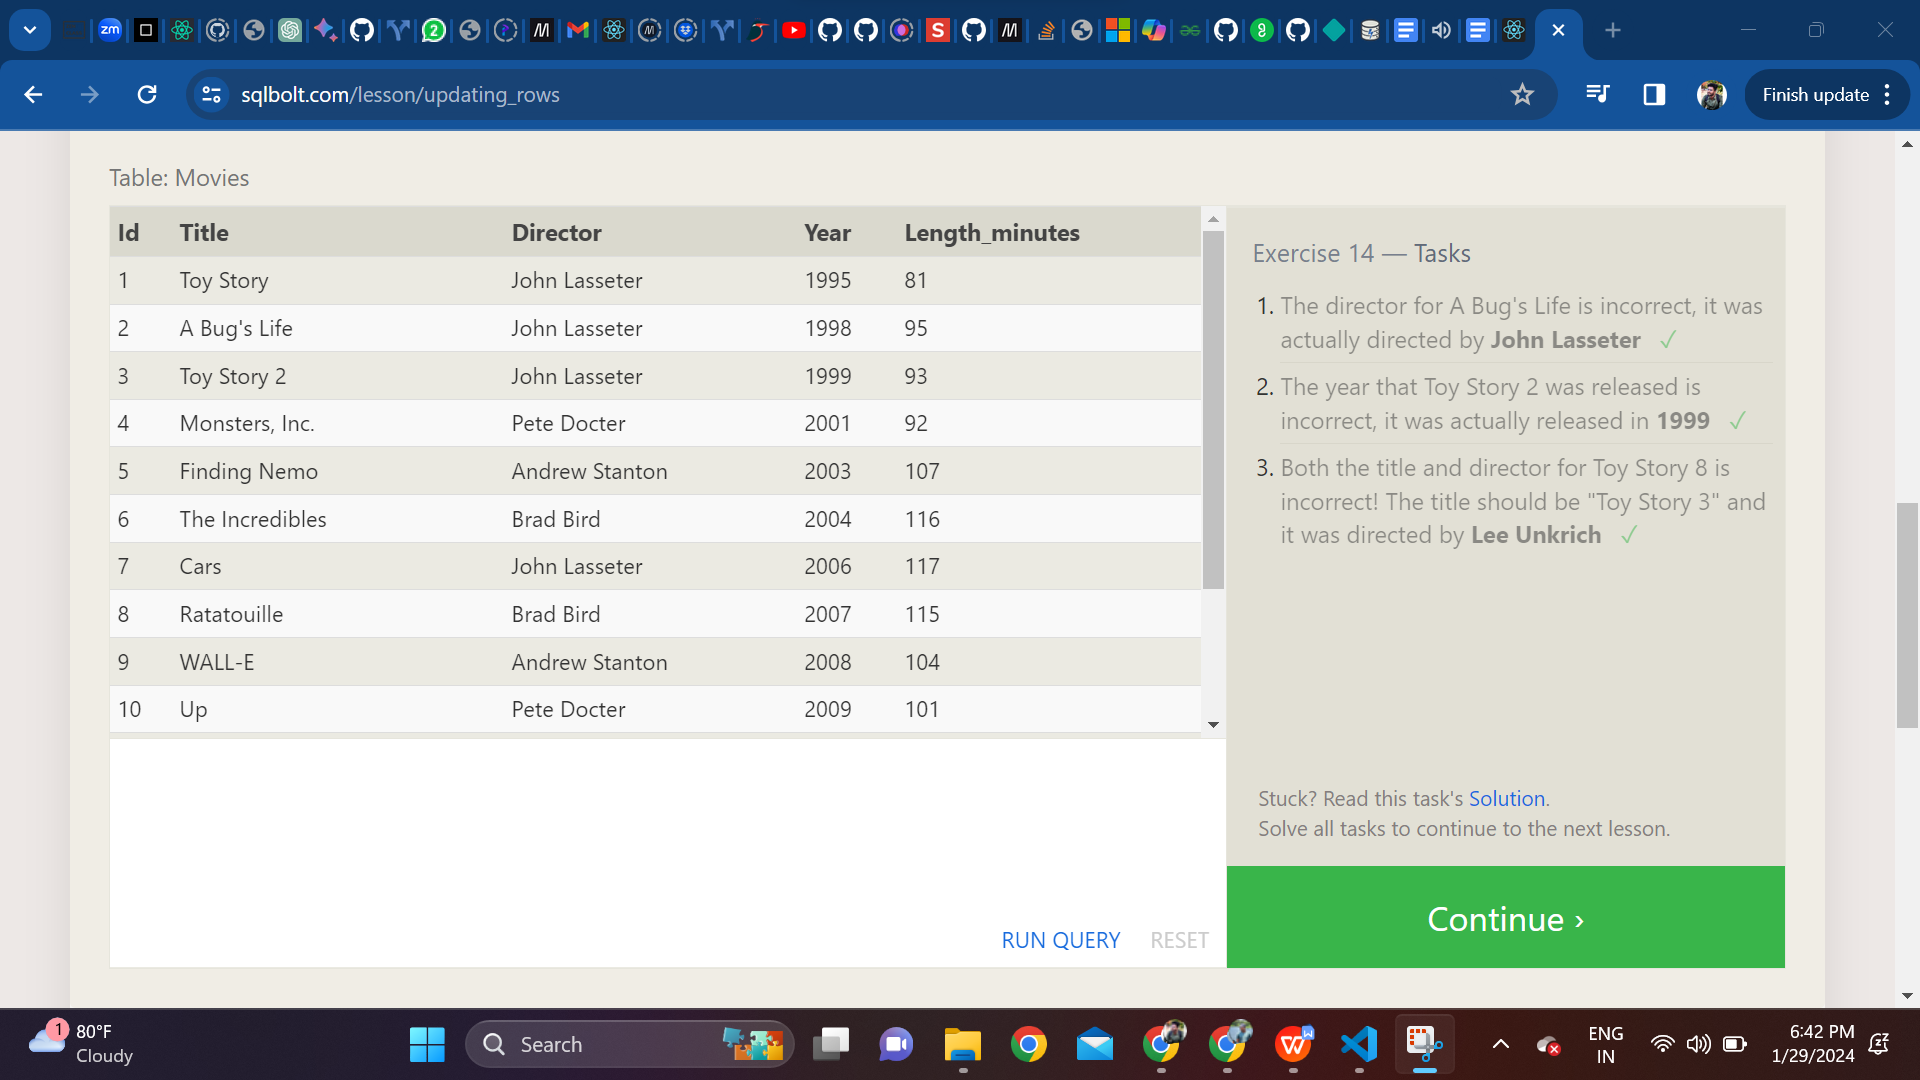 zm
2
M
M
S
M
sqlbolt.com/lesson/updating_rows
Finish update
Table: Movies
Id Title Director Year Length_minutes
1 Toy Story John Lasseter 1995 81
2 A Bug's Life John Lasseter 1998 95
3 Toy Story 2 John Lasseter 1999 93
4 Monsters, Inc. Pete Docter 2001 92
5 Finding Nemo Andrew Stanton 2003 107
6 The Incredibles Brad Bird 2004 116
7 Cars John Lasseter 2006 117
8 Ratatouille Brad Bird 2007 115
9 WALL-E Andrew Stanton 2008 104
10 Up Pete Docter 2009 101
RUN QUERY RESET
Exercise 14 — Tasks
1. The director for A Bug's Life is incorrect, it was
actually directed by John Lasseter ✓
2. The year that Toy Story 2 was released is
incorrect, it was actually released in 1999 ✓
3. Both the title and director for Toy Story 8 is
incorrect! The title should be "Toy Story 3" and
it was directed by Lee Unkrich ✓
Stuck? Read this task's Solution.
Solve all tasks to continue to the next lesson.
Continue ›
1
80°F
Cloudy
Search
W
ENG
IN
6:42 PM
1/29/2024